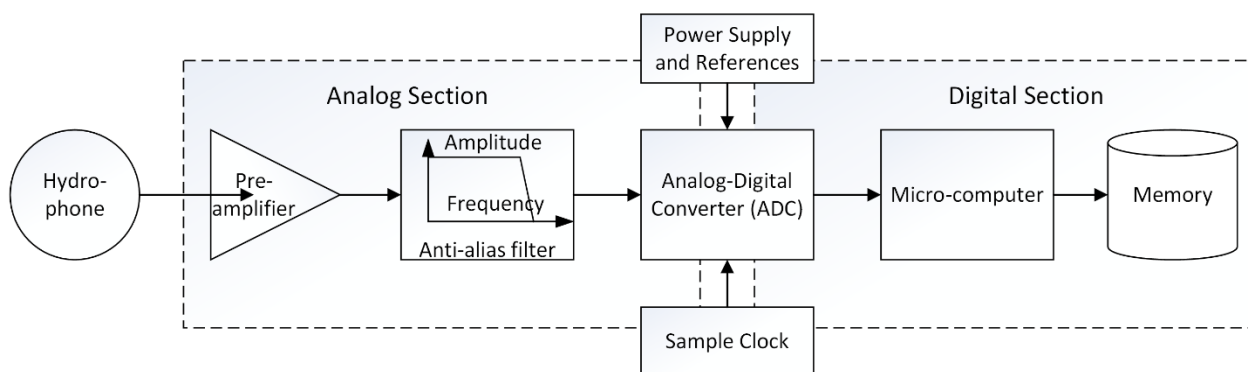 Power Supply
and References
Analog Section
Digital Section
Hydro-
phone
Pre-
amplifier
Amplitude
Frequency
Anti-alias filter
Analog-Digital
Converter (ADC)
Micro-computer
Memory
Sample Clock